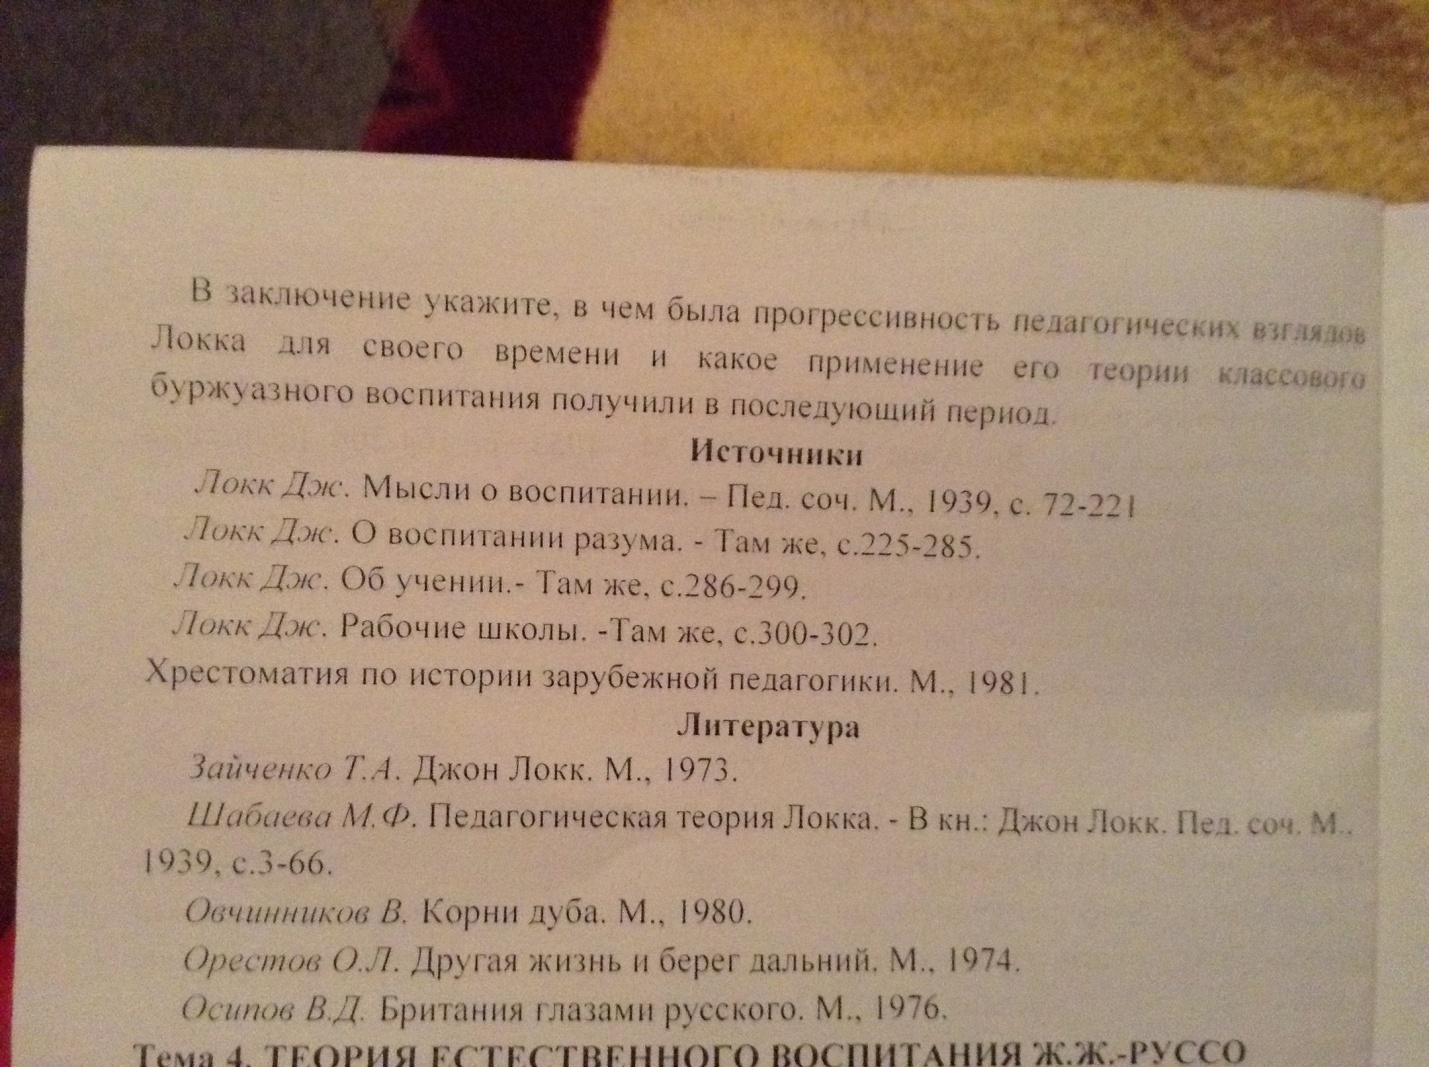 В заключение укажите, в чем была прогрессивность педагогических взглядов
Локка для своего времени и какое применение его теории классового
буржуазного воспитания получили в последующий период.
Источники
Локк Дж. Мысли о воспитании. – Пед. соч. М., 1939, с. 72-221
Локк Дж. О воспитании разума. - Там же, с.225-285.
Локк Дж. Об учении.- Там же, с.286-299.
Локк Дж. Рабочие школы. -Там же, с.300-302.
Хрестоматия по истории зарубежной педагогики. М., 1981.
Литература
Зайченко Т.А. Джон Локк. М., 1973.
Шабаева М.Ф. Педагогическая теория Локка. - В кн.: Джон Локк. Пед. соч. М.,
1939, с.3-66.
Овчинников В. Корни дуба. М., 1980.
Орестов О.Л. Другая жизнь и берег дальний. М., 1974.
Осипов В.Д. Британия глазами русского. М., 1976.
Тема 4. ТЕОРИЯ ЕСТЕСТВЕННОГО ВОСПИТАНИЯ Ж.Ж.-РУССО